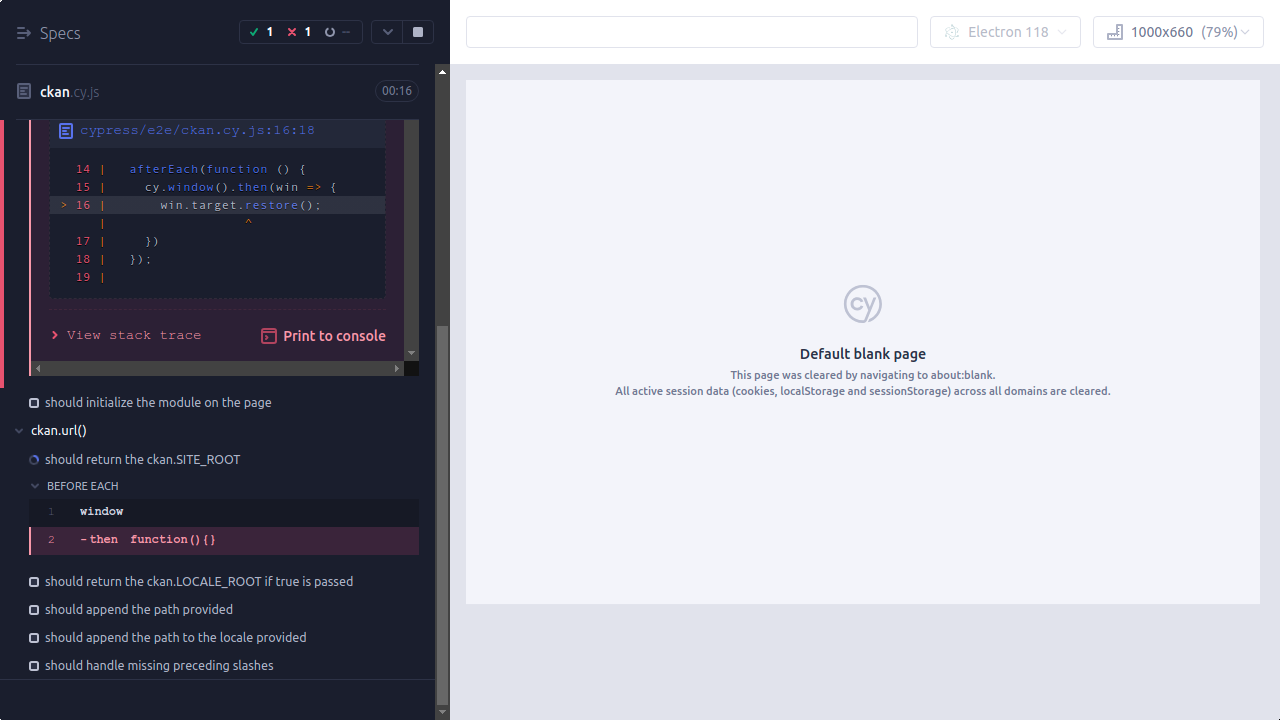 Specs
1 1 --
Electron 118
1000x660 (79%)
ckan.cy.js
00:16
cypress/e2e/ckan.cy.js:16:18
14 | afterEach(function () {
15 | cy.window().then(win => {
> 16 | win.target.restore();
| ^
17 | })
18 | });
19 |
View stack trace
Print to console
should initialize the module on the page
ckan.url()
should return the ckan.SITE_ROOT
BEFORE EACH
1 window
2 -then function(){}
should return the ckan.LOCALE_ROOT if true is passed
should append the path provided
should append the path to the locale provided
should handle missing preceding slashes
cy
Default blank page
This page was cleared by navigating to about:blank.
All active session data (cookies, localStorage and sessionStorage) across all domains are cleared.